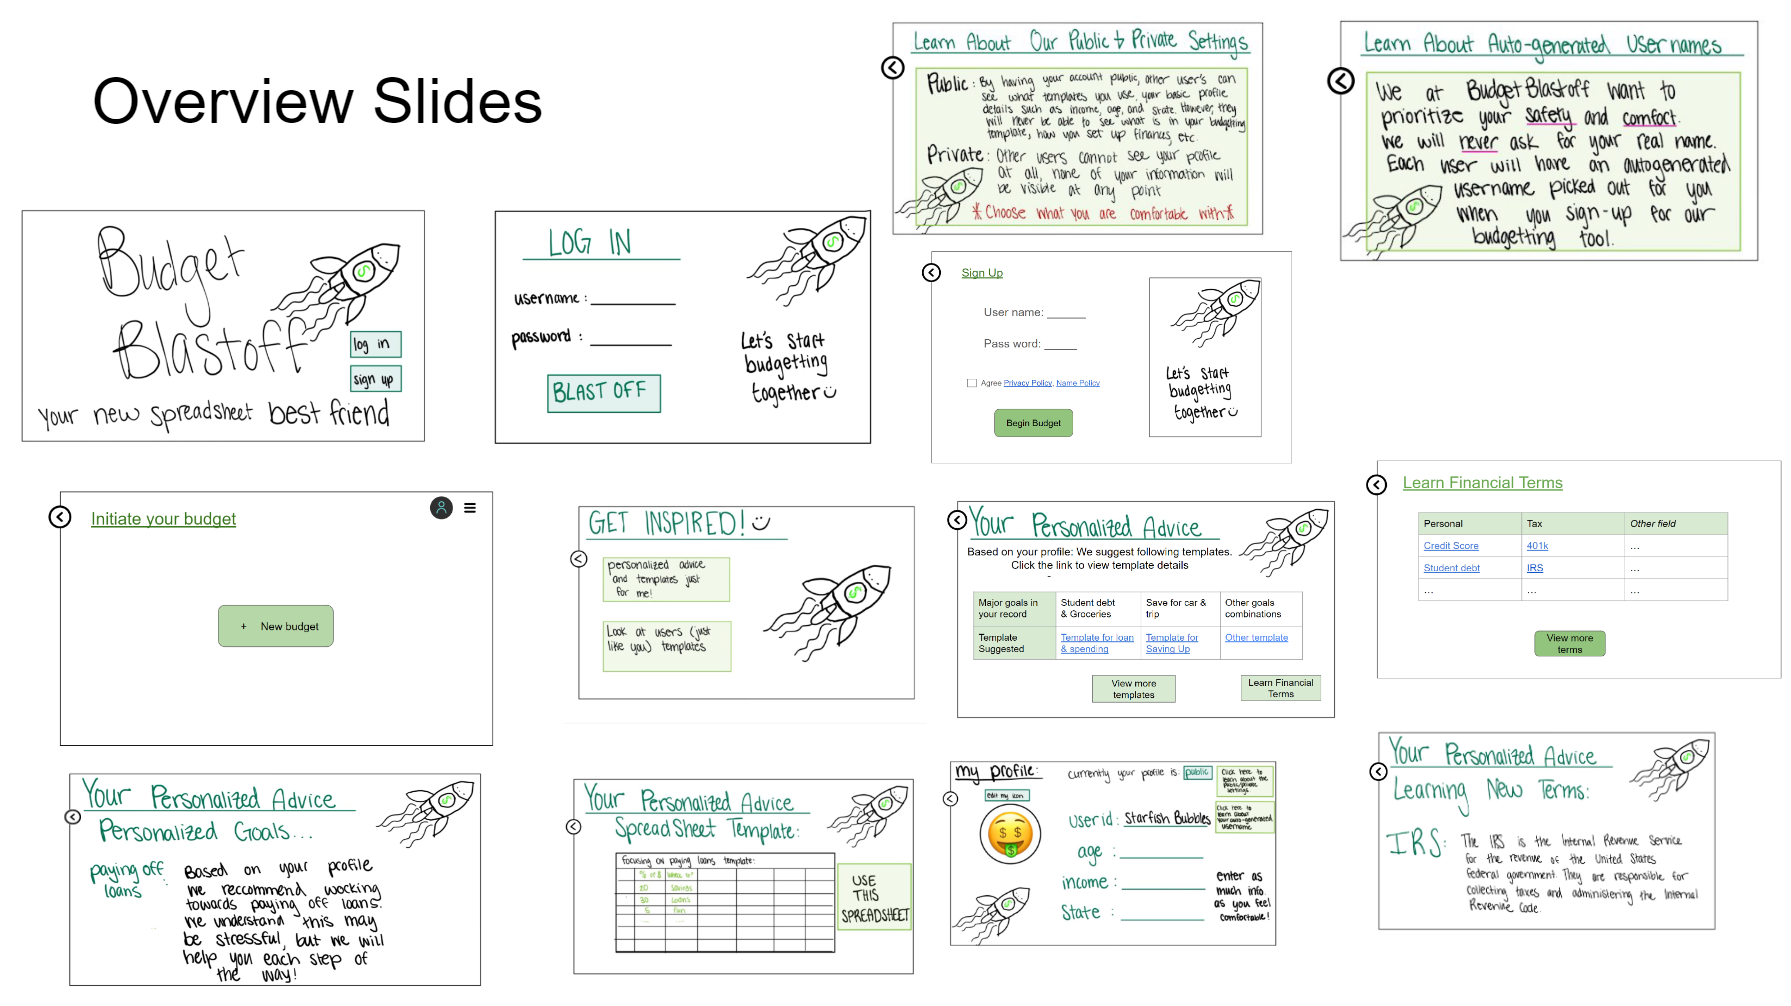 Overview Slides
Learn About Our Public & Private Settings
Public: By having your account public, other user's can
see what templates you use, your basic profile
details such as income, age, and state. However, they
will never be able to see what is in your budgetting
template, how you set up finances etc.
Private: Other users cannot see your profile
at all, none of your information will
be visible at any point
*Choose what you are comfortable with*
Learn About Auto-generated Usernames
We at BudgetBlastoff want to
prioritize your safety and comfort.
We will never ask for your real name.
Each user will have an autogenerated
username picked out for you
when you sign-up for our
budgetting tool.
Budget
Blastoff
log in
sign up
your new spreadsheet best friend
LOG IN
username:
password:
BLAST OFF
Let's start
budgetting
together
Sign Up
User name:
Pass word:
Agree Privacy Policy, Name Policy
Begin Budget
Let's start
budgetting
together
Initiate your budget
+ New budget
GET INSPIRED!
personalized advice
and templates just
for me!
Look at users (just
like you) templates
Your Personalized Advice
Based on your profile: We suggest following templates.
Click the link to view template details
Major goals in your record
Student debt & Groceries
Save for car & trip
Other goals combinations
Template Suggested
Template for loan & spending
Template for Saving Up
Other template
View more templates
Learn Financial Terms
Learn Financial Terms
Personal Tax Other field
Credit Score 401k ...
Student debt IRS ...
... ... ...
View more terms
Your Personalized Advice
Personalized Goals...
paying off loans:
Based on your profile
we recommend working
towards paying off loans.
We understand this may
be stressful, but we will
help you each step of
the way!
Your Personalized Advice
SpreadSheet Template:
Focusing on paying loans template:
% of $ Where to?
20 Savings
30 Loans
5 Fun
USE
THIS
SPREADSHEET
my profile:
currently your profile is: public
Click here to
learn about the
public/private
settings
edit my icon
Click here to
learn about
your auto-generated
username
userid: Starfish Bubbles
age:
income:
State:
enter as
much info.
as you feel
comfortable!
Your Personalized Advice
Learning New Terms:
IRS: The IRS is the Internal Revenue Service
for the revenue of the United States
federal government. They are responsible for
collecting taxes and administering the Internal
Revenue Code.